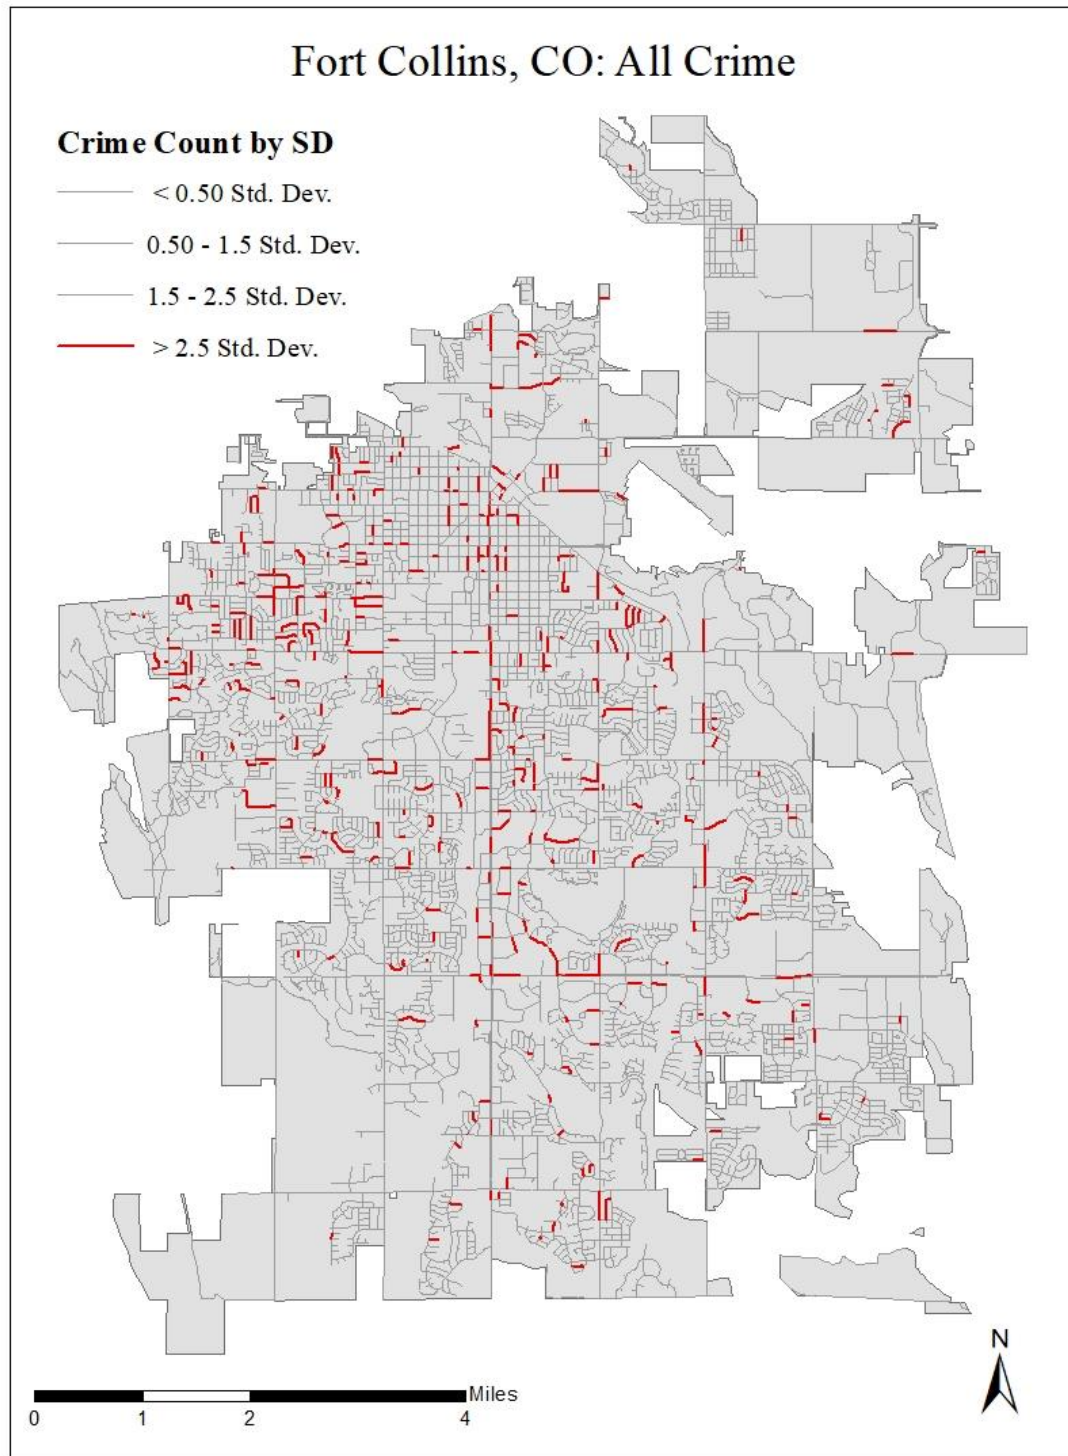 Fort Collins, CO: All Crime
Crime Count by SD
< 0.50 Std. Dev.
0.50 - 1.5 Std. Dev.
1.5 - 2.5 Std. Dev.
> 2.5 Std. Dev.
N
Miles
0 1 2 4